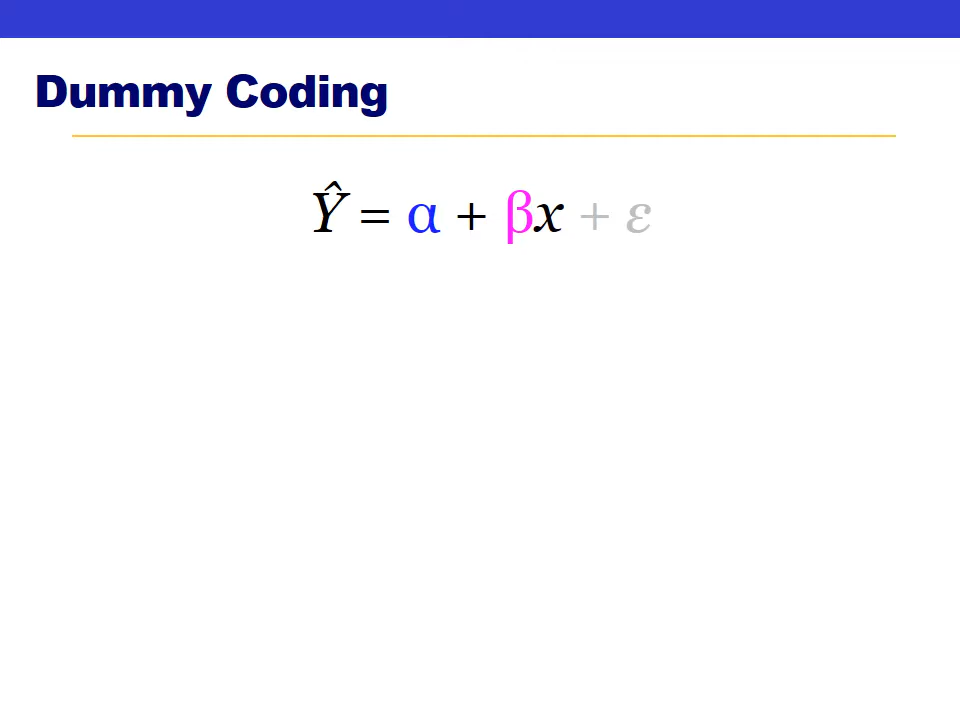 Dummy Coding
Ŷ = α + βx + ε